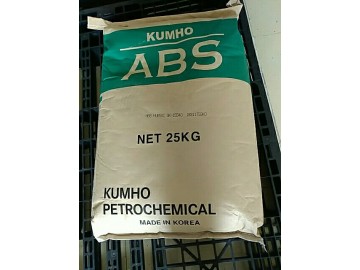 KUMHO
ABS
NET 25KG
KUMHO
PETROCHEMICAL
MADE IN KOREA